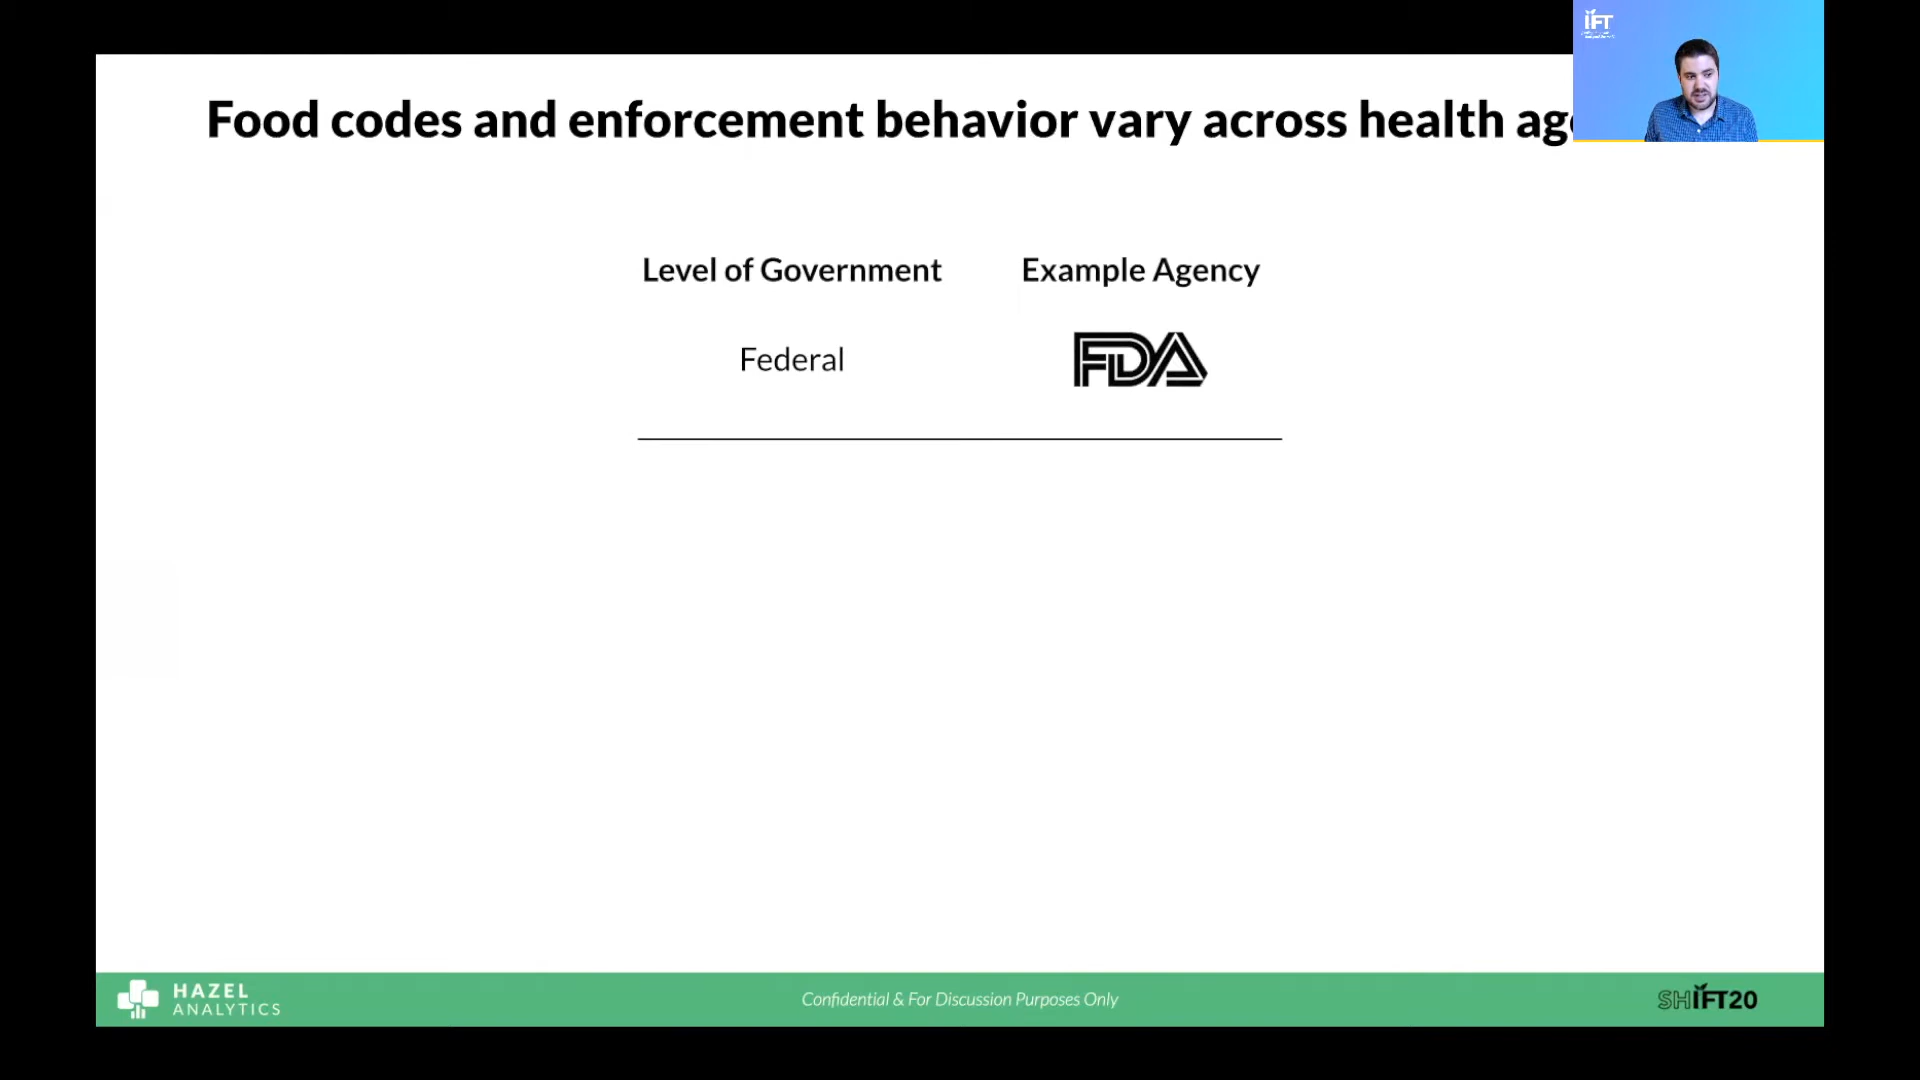 IFT
Food codes and enforcement behavior vary across health
Level of Government Example Agency
Federal FDA
HAZEL
ANALYTICS
Confidential & For Discussion Purposes Only
SHIFT20